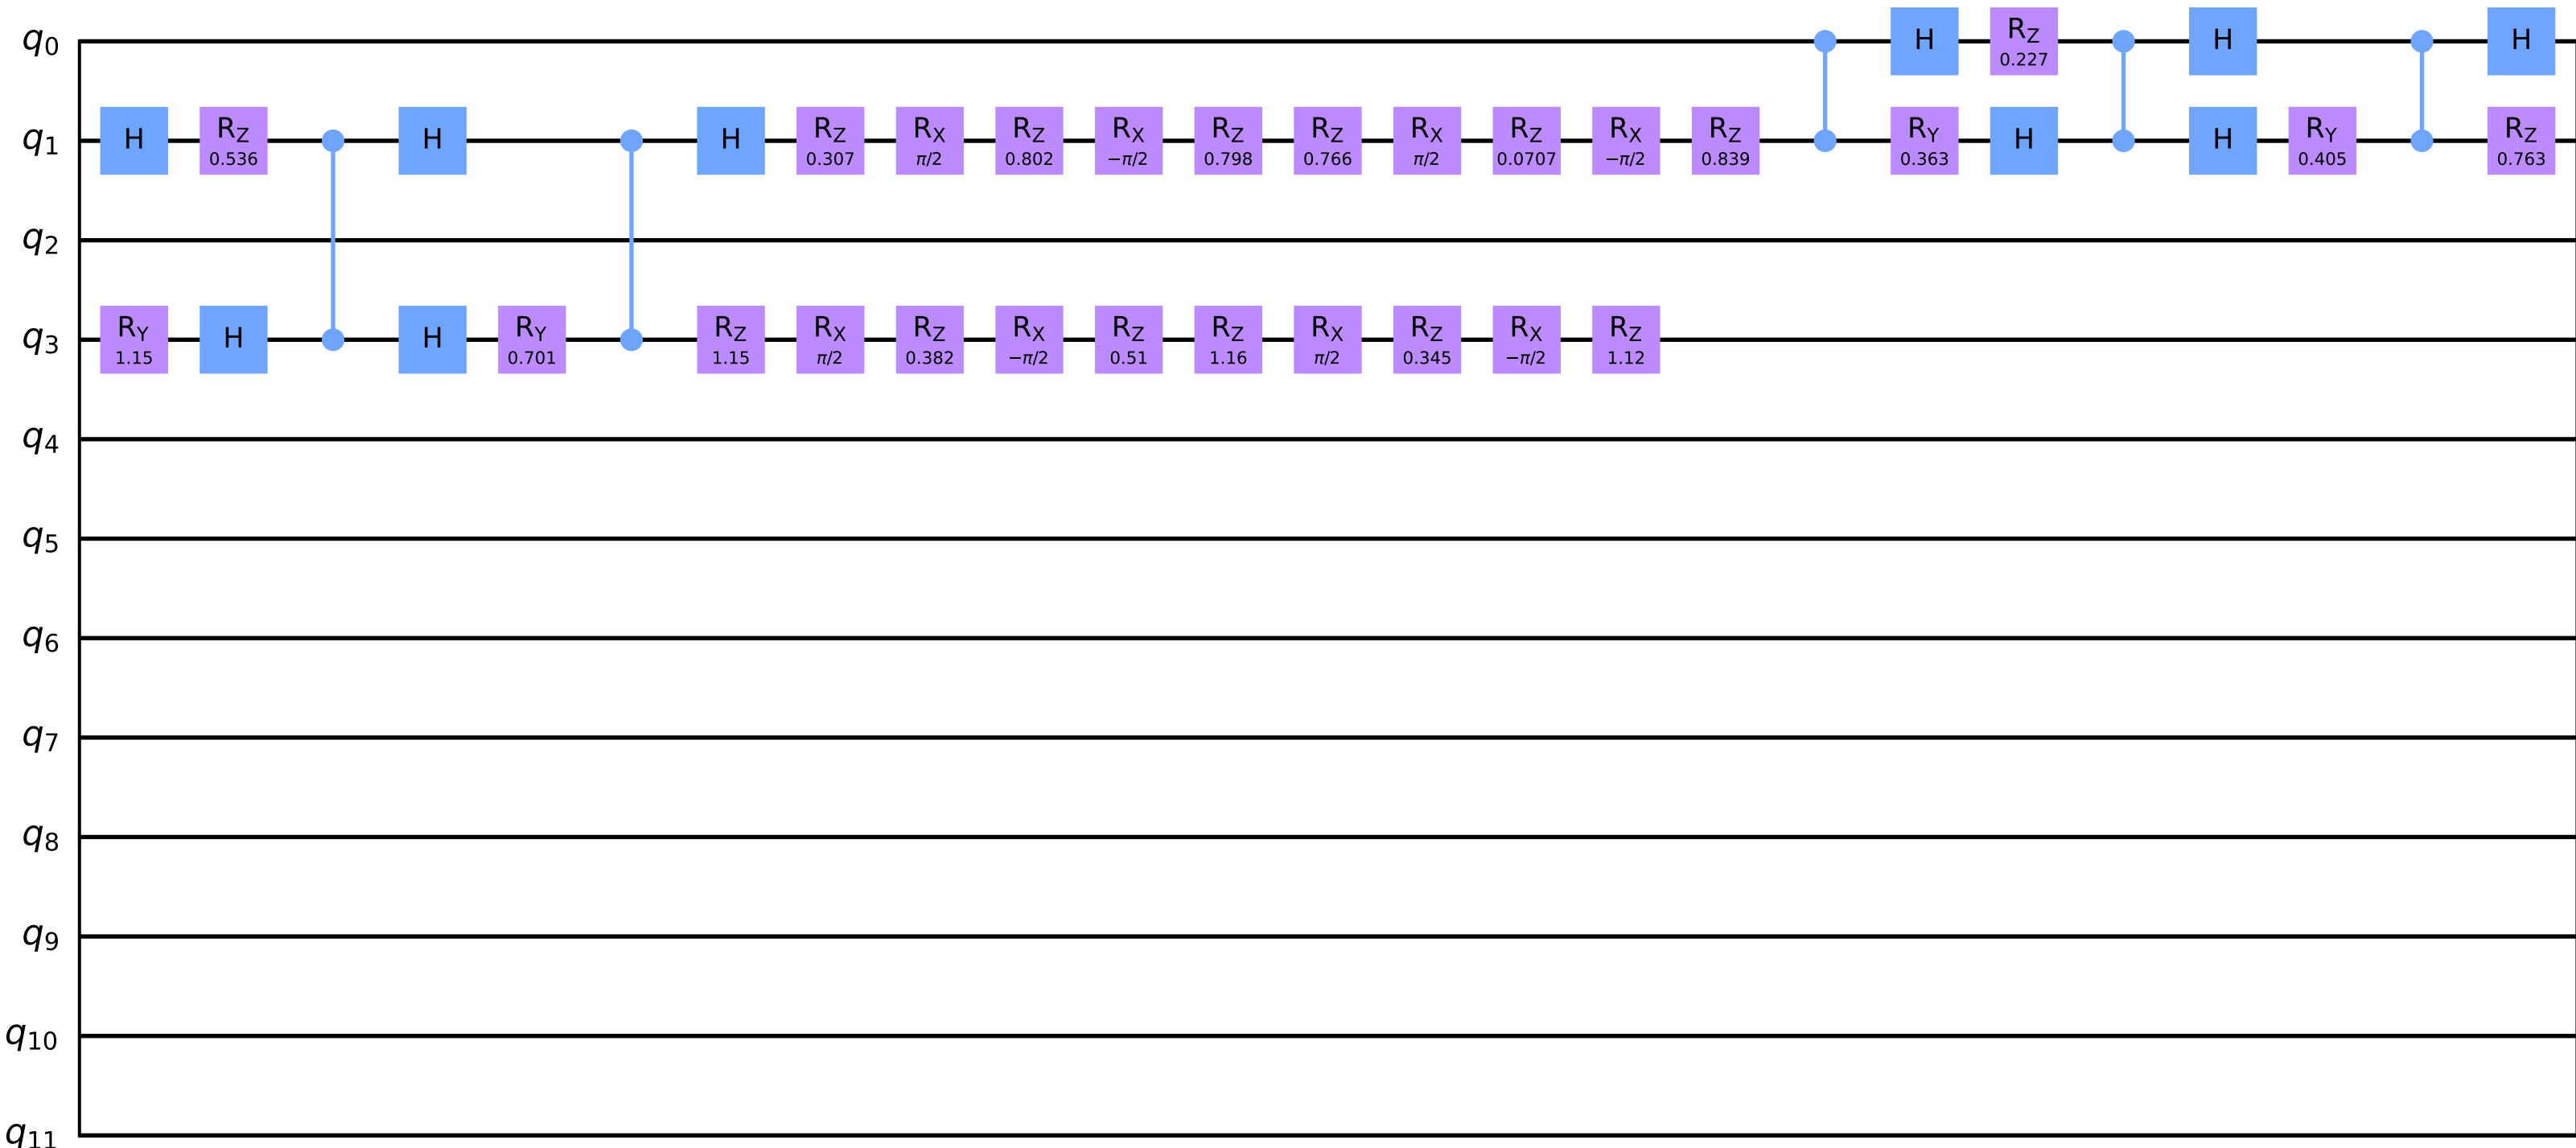 q0 H RZ 0.227 H H
q1 H RZ 0.536 H H RZ 0.307 RX π/2 RZ 0.802 RX −π/2 RZ 0.798 RZ 0.766 RX π/2 RZ 0.0707 RX −π/2 RZ 0.839 RY 0.363 H H RY 0.405 RZ 0.763
q2
q3 RY 1.15 H H RY 0.701 RZ 1.15 RX π/2 RZ 0.382 RX −π/2 RZ 0.51 RZ 1.16 RX π/2 RZ 0.345 RX −π/2 RZ 1.12
q4
q5
q6
q7
q8
q9
q10
q11